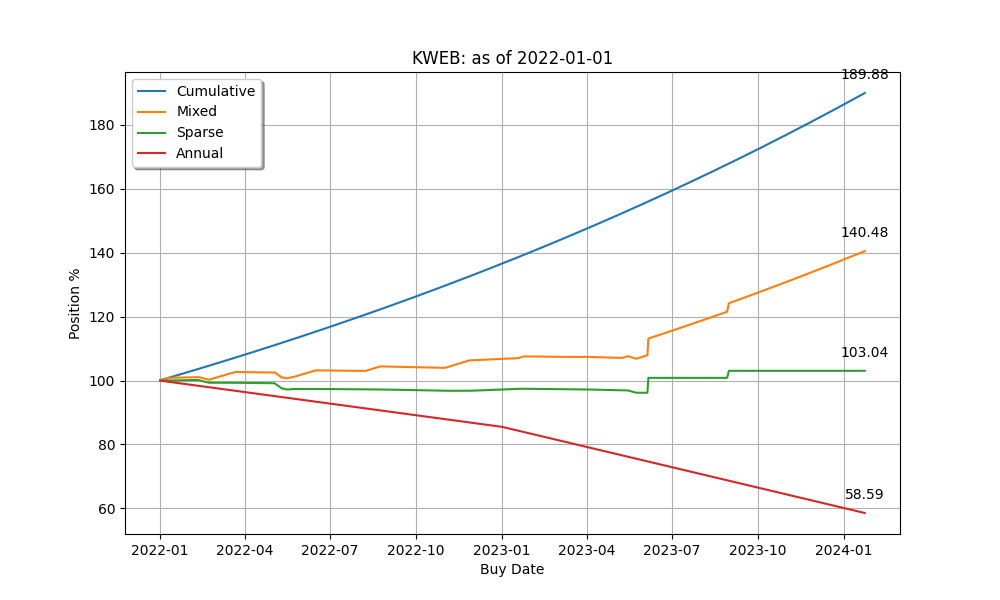 KWEB: as of 2022-01-01
189.88
Cumulative
Mixed
Sparse
Annual
180
160
140.48
140
120
103.04
100
80
58.59
60
Position %
2022-01 2022-04 2022-07 2022-10 2023-01 2023-04 2023-07 2023-10 2024-01
Buy Date